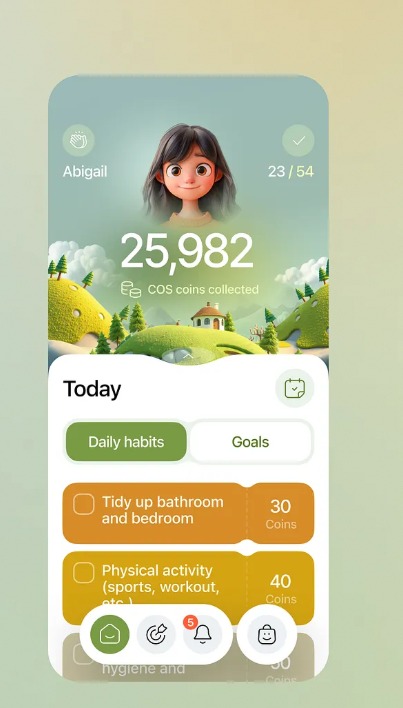 Abigail
23 / 54
25,982
COS coins collected
Today
Daily habits
Goals
Tidy up bathroom
and bedroom
30
Coins
Physical activity
(sports, workout,
etc.)
40
Coins
5
hygiene and
50
Coins